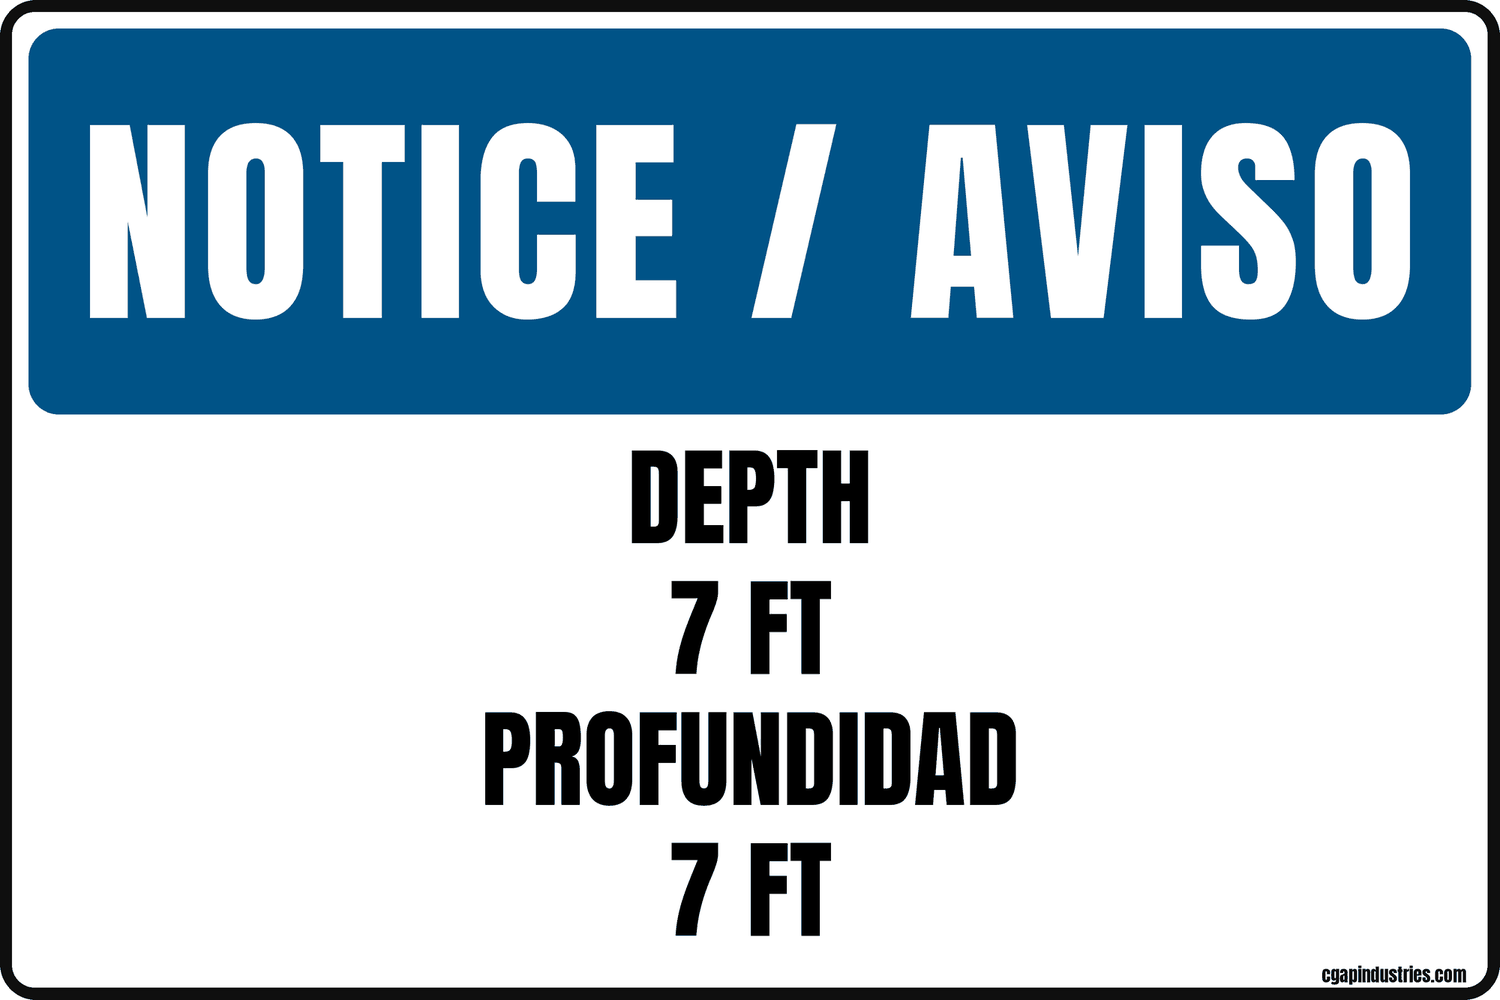 NOTICE / AVISO
DEPTH
7 FT
PROFUNDIDAD
7 FT
cgapindustries.com